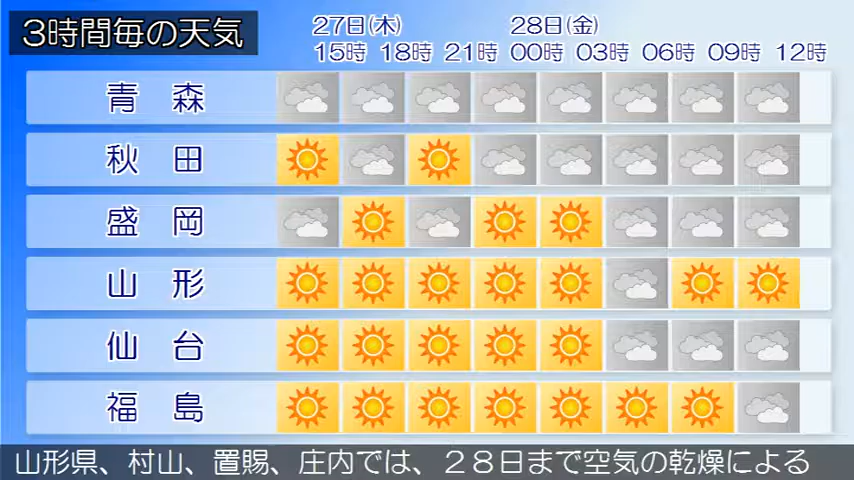 3時間毎の天気
27日(木) 28日(金)
15時 18時 21時 00時 03時 06時 09時 12時
青森
秋田
盛岡
山形
仙台
福島
山形県、村山、置賜、庄内では、２８日まで空気の乾燥による